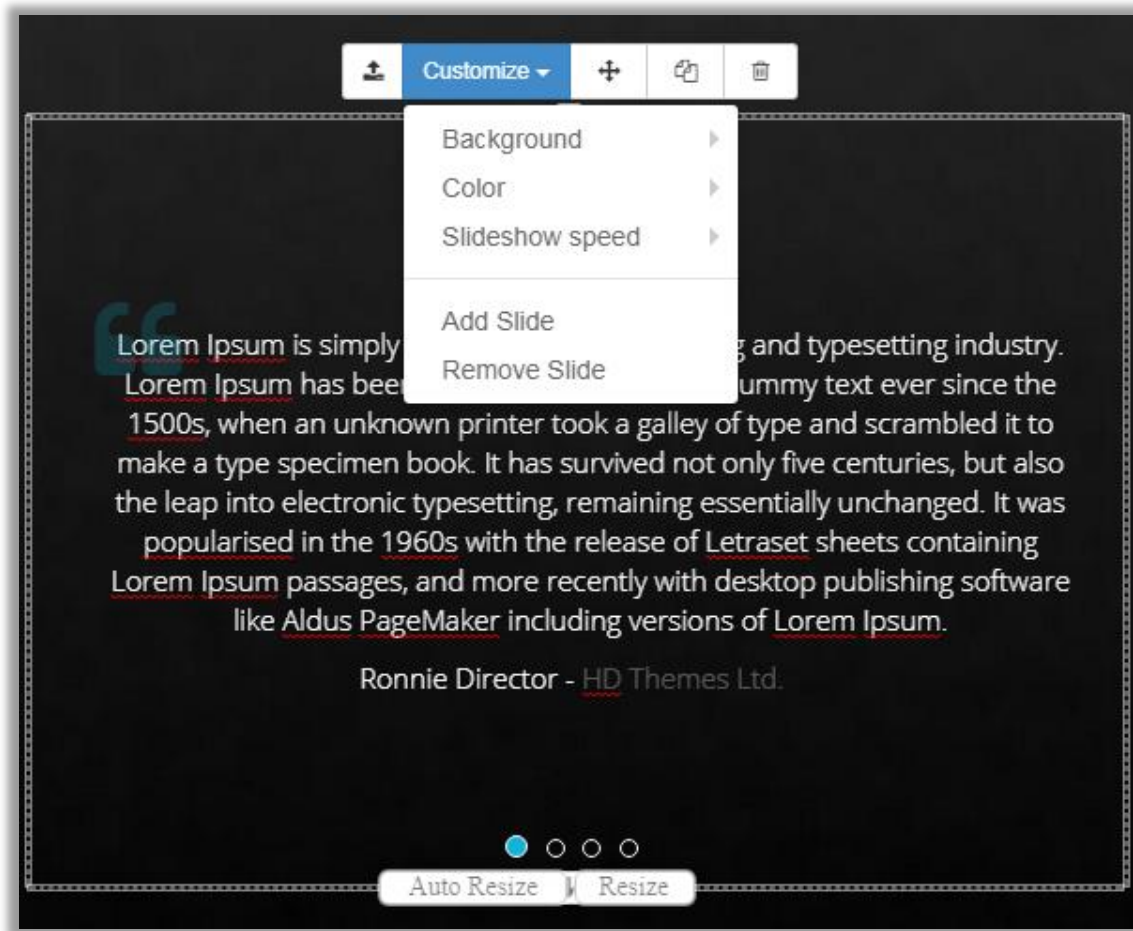 Customize
Background
Color
Slideshow speed
Add Slide
Remove Slide
Lorem Ipsum is simply g and typesetting industry.
Lorem Ipsum has been ummy text ever since the
1500s, when an unknown printer took a galley of type and scrambled it to
make a type specimen book. It has survived not only five centuries, but also
the leap into electronic typesetting, remaining essentially unchanged. It was
popularised in the 1960s with the release of Letraset sheets containing
Lorem Ipsum passages, and more recently with desktop publishing software
like Aldus PageMaker including versions of Lorem Ipsum.
Ronnie Director - HD Themes Ltd.
Auto Resize
Resize